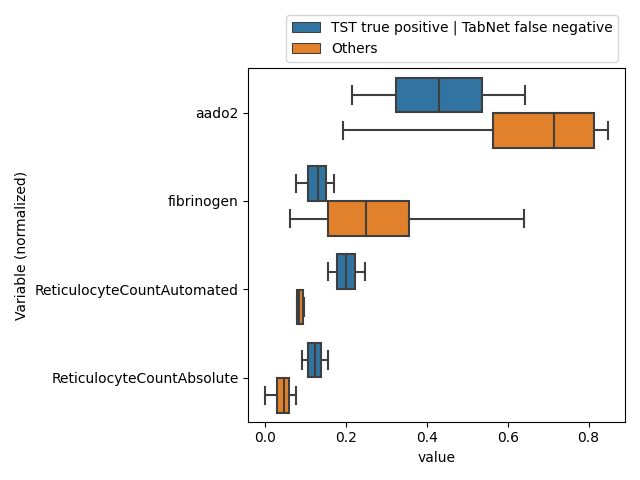 TST true positive | TabNet false negative
Others
Variable (normalized)
aado2
fibrinogen
ReticulocyteCountAutomated
ReticulocyteCountAbsolute
0.0 0.2 0.4 0.6 0.8
value